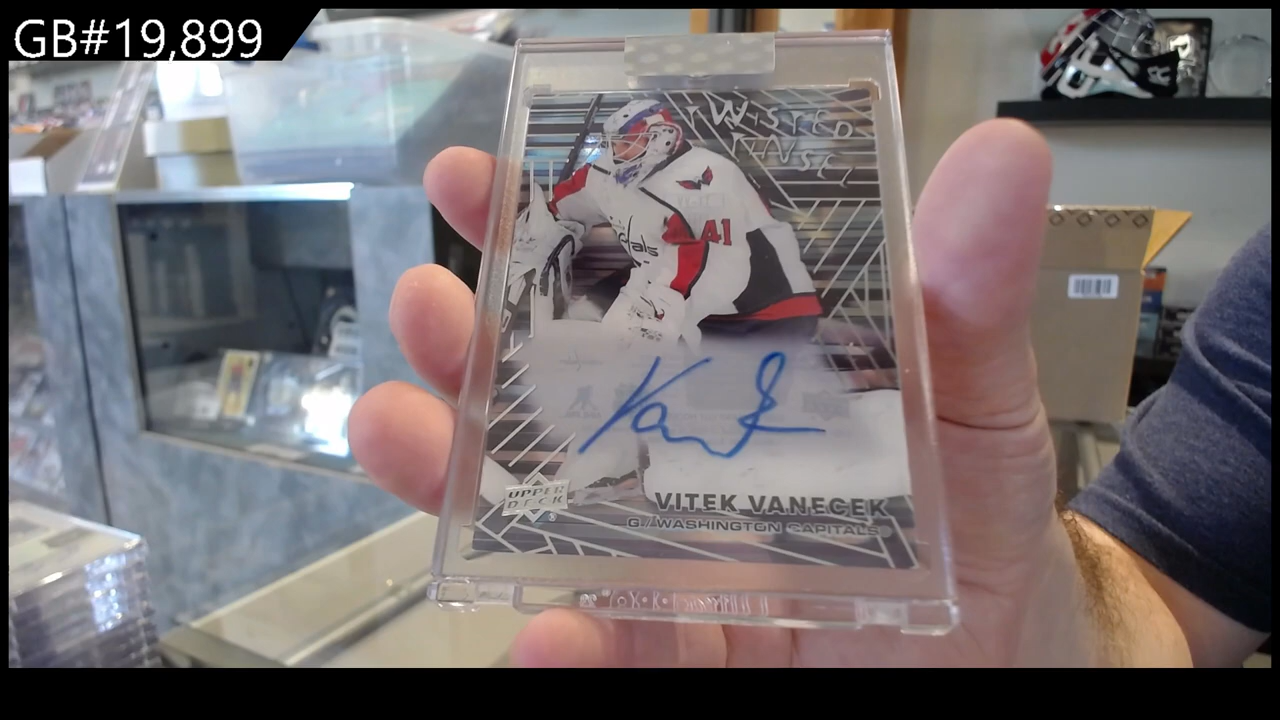 GB#19,899
TWISTED
TINSEL
41
UPPER
DECK
VITEK VANECEK
G / WASHINGTON CAPITALS